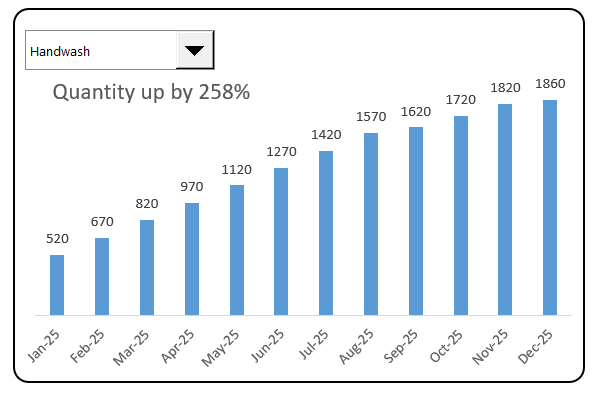 Handwash
Quantity up by 258%
520
670
820
970
1120
1270
1420
1570
1620
1720
1820
1860
Jan-25
Feb-25
Mar-25
Apr-25
May-25
Jun-25
Jul-25
Aug-25
Sep-25
Oct-25
Nov-25
Dec-25